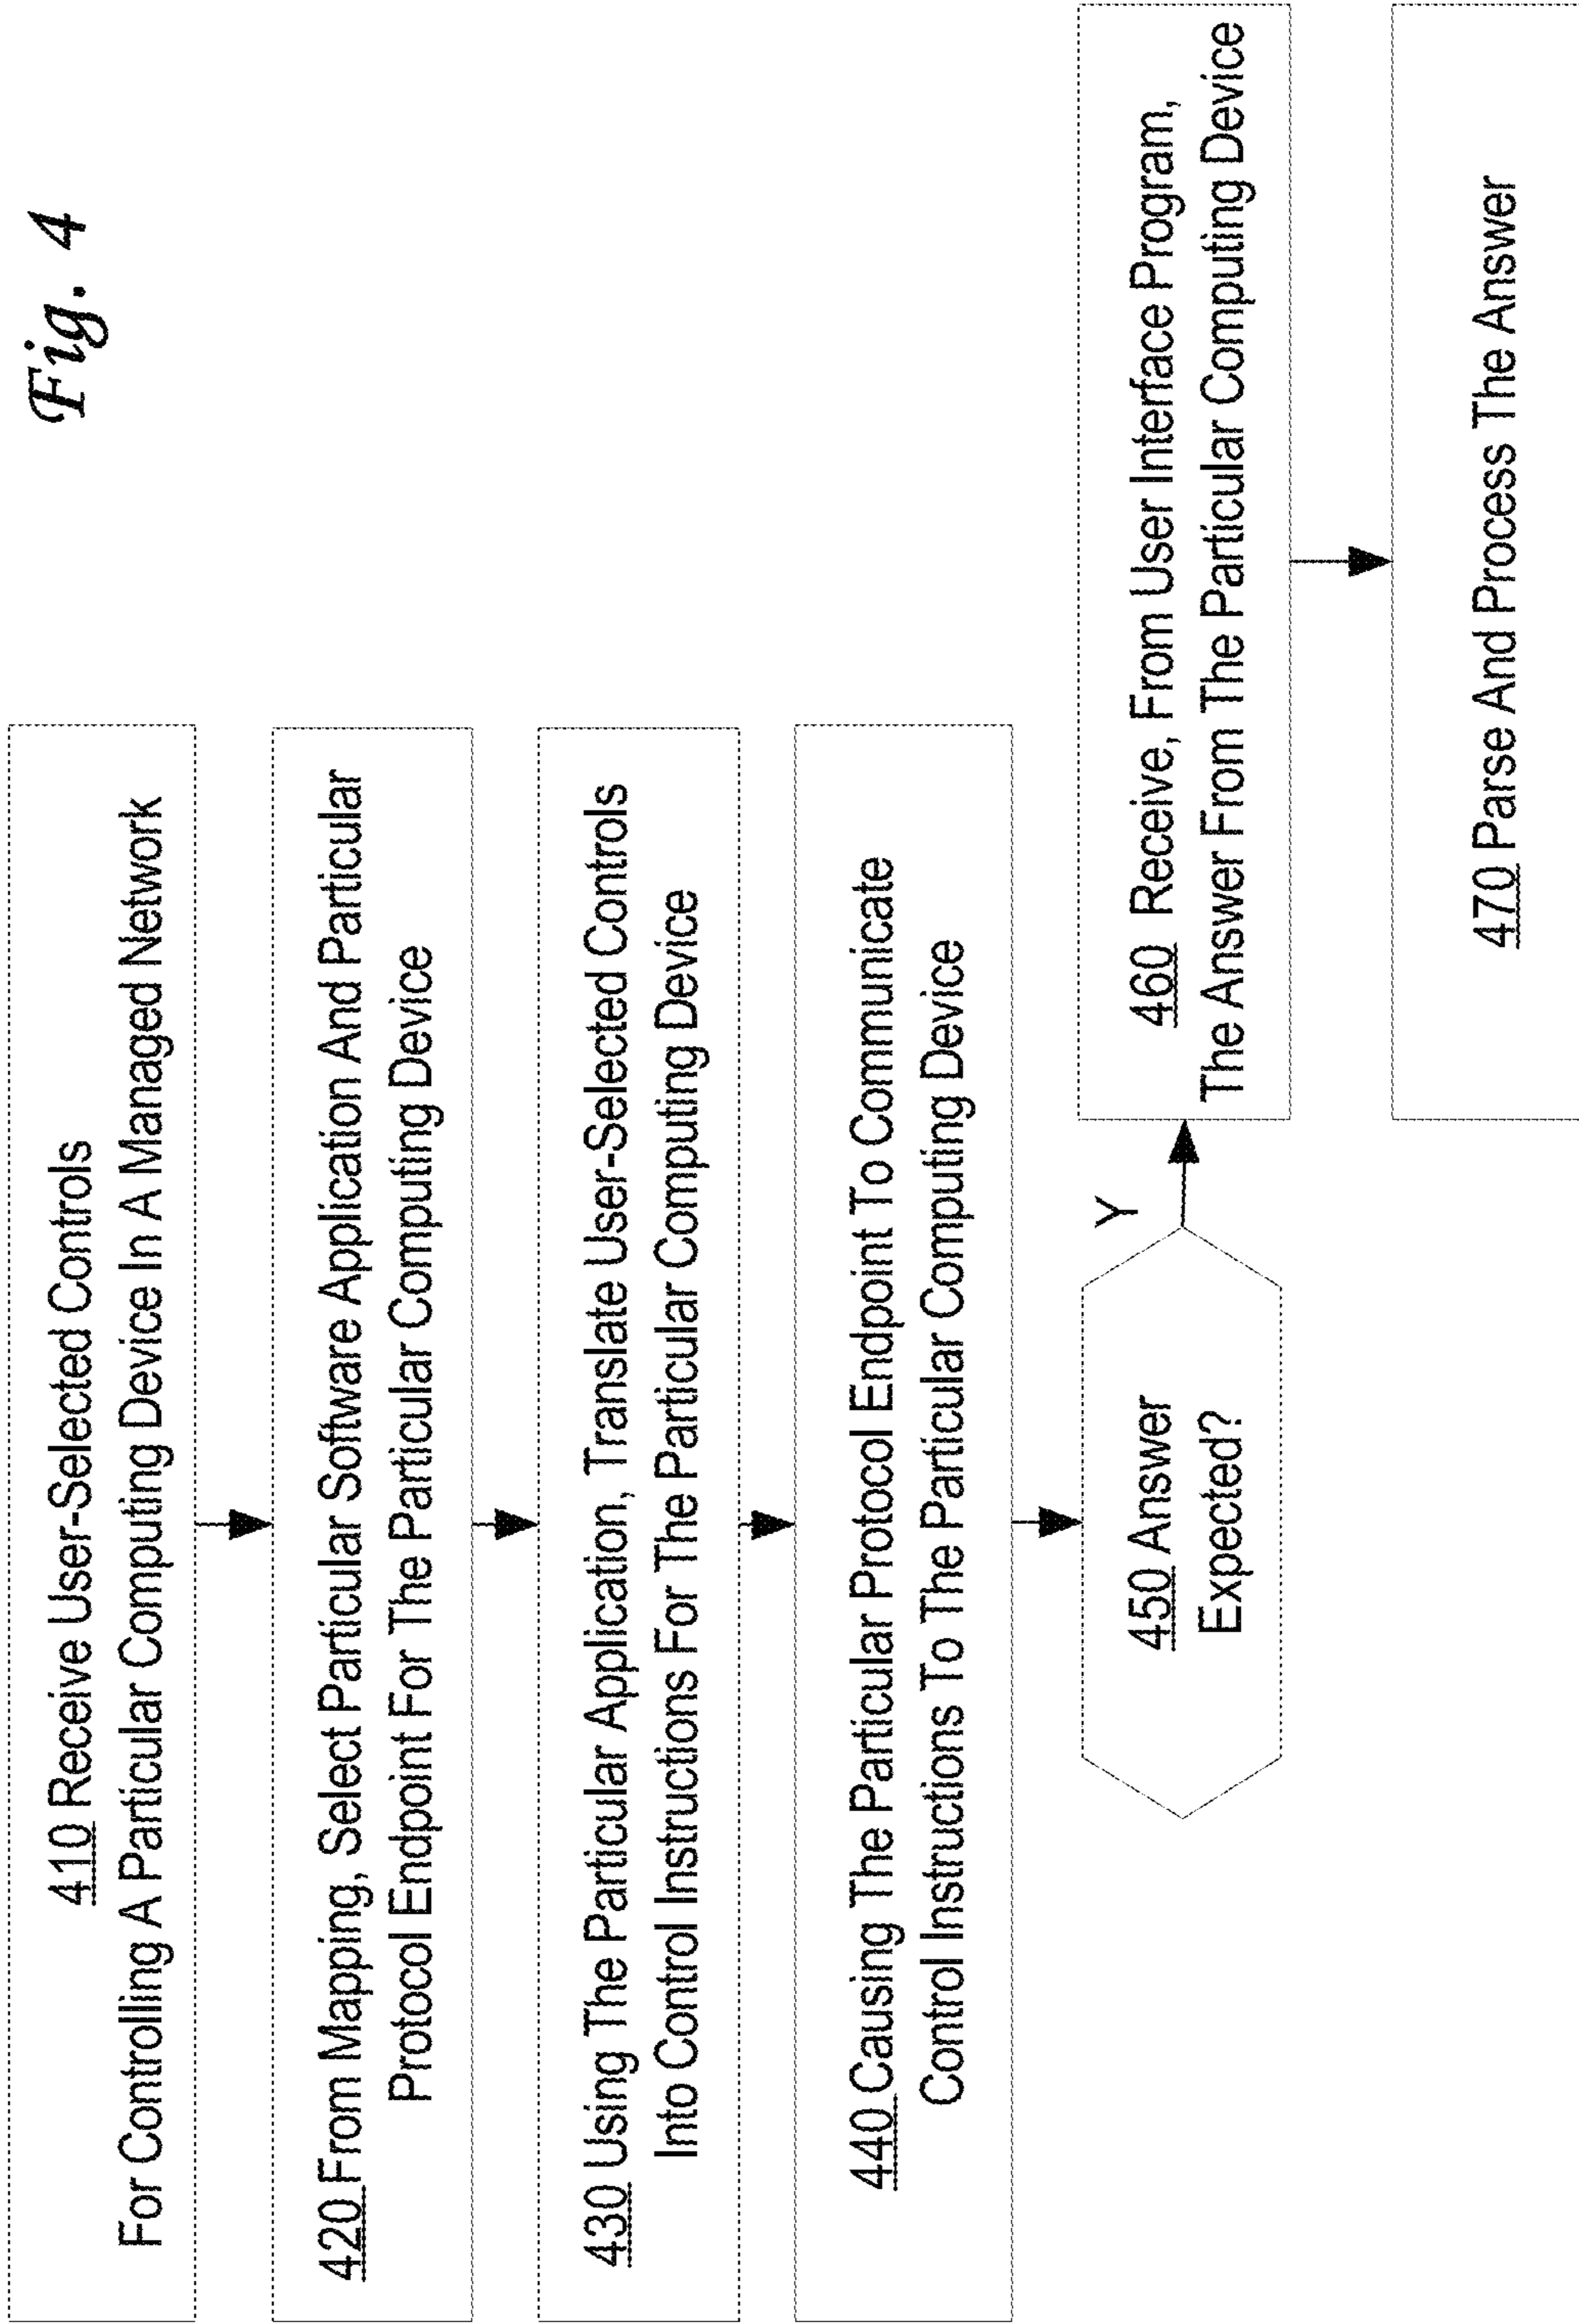 Fig. 4
410 Receive User-Selected Controls
For Controlling A Particular Computing Device In A Managed Network
420 From Mapping, Select Particular Software Application And Particular
Protocol Endpoint For The Particular Computing Device
430 Using The Particular Application, Translate User-Selected Controls
Into Control Instructions For The Particular Computing Device
440 Causing The Particular Protocol Endpoint To Communicate
Control Instructions To The Particular Computing Device
450 Answer
Expected?
Y
460 Receive, From User Interface Program,
The Answer From The Particular Computing Device
470 Parse And Process The Answer